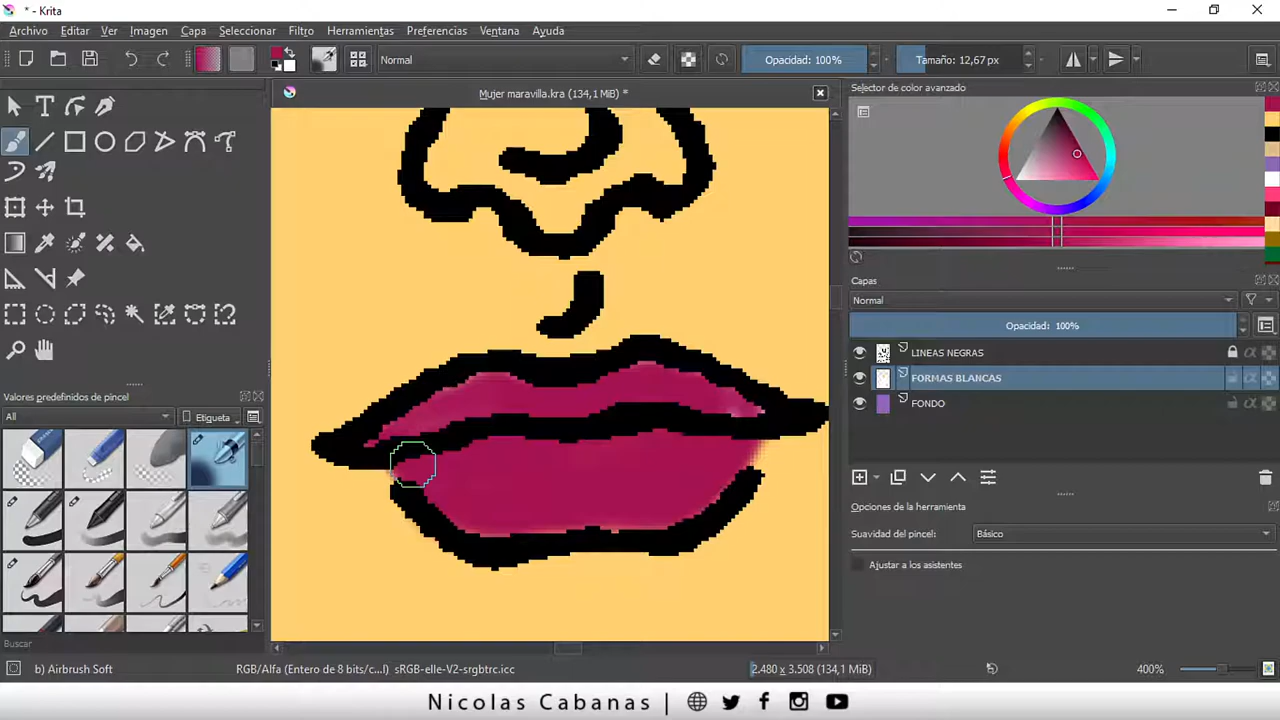 * - Krita
Archivo Editar Ver Imagen Capa Seleccionar Filtro Herramientas Preferencias Ventana Ayuda
Normal Opacidad: 100% Tamaño: 12,67 px
Mujer maravilla.kra (134,1 MiB) *
Selector de color avanzado
Capas
Normal
Opacidad: 100%
LINEAS NEGRAS
FORMAS BLANCAS
FONDO
Valores predefinidos de pincel
All Etiqueta
Opciones de la herramienta
Suavidad del pincel: Básico
Ajustar a los asistentes
Buscar
b) Airbrush Soft RGB/Alfa (Entero de 8 bits/c...l) sRGB-elle-V2-srgbtrc.icc 2.480 x 3.508 (134,1 MiB) 400%
Nicolas Cabanas |